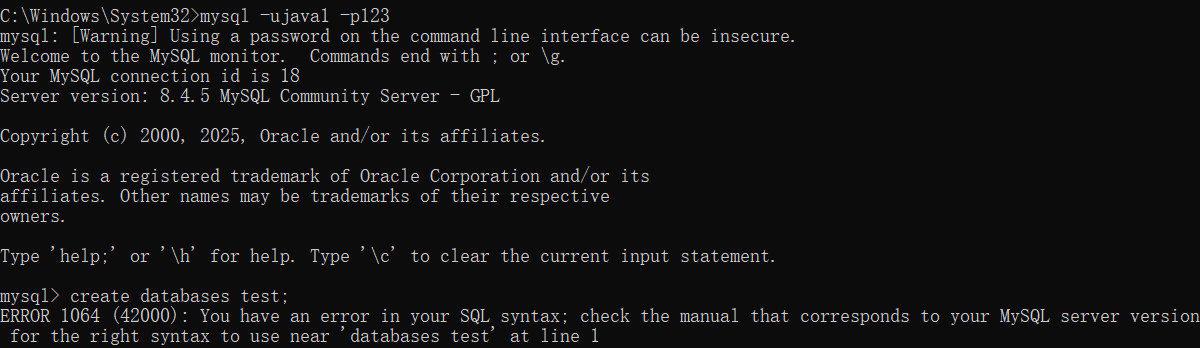 C:\Windows\System32>mysql -ujava1 -p123
mysql: [Warning] Using a password on the command line interface can be insecure.
Welcome to the MySQL monitor.  Commands end with ; or \g.
Your MySQL connection id is 18
Server version: 8.4.5 MySQL Community Server - GPL
Copyright (c) 2000, 2025, Oracle and/or its affiliates.
Oracle is a registered trademark of Oracle Corporation and/or its
affiliates. Other names may be trademarks of their respective
owners.
Type 'help;' or '\h' for help. Type '\c' to clear the current input statement.
mysql> create databases test;
ERROR 1064 (42000): You have an error in your SQL syntax; check the manual that corresponds to your MySQL server version
for the right syntax to use near 'databases test' at line 1